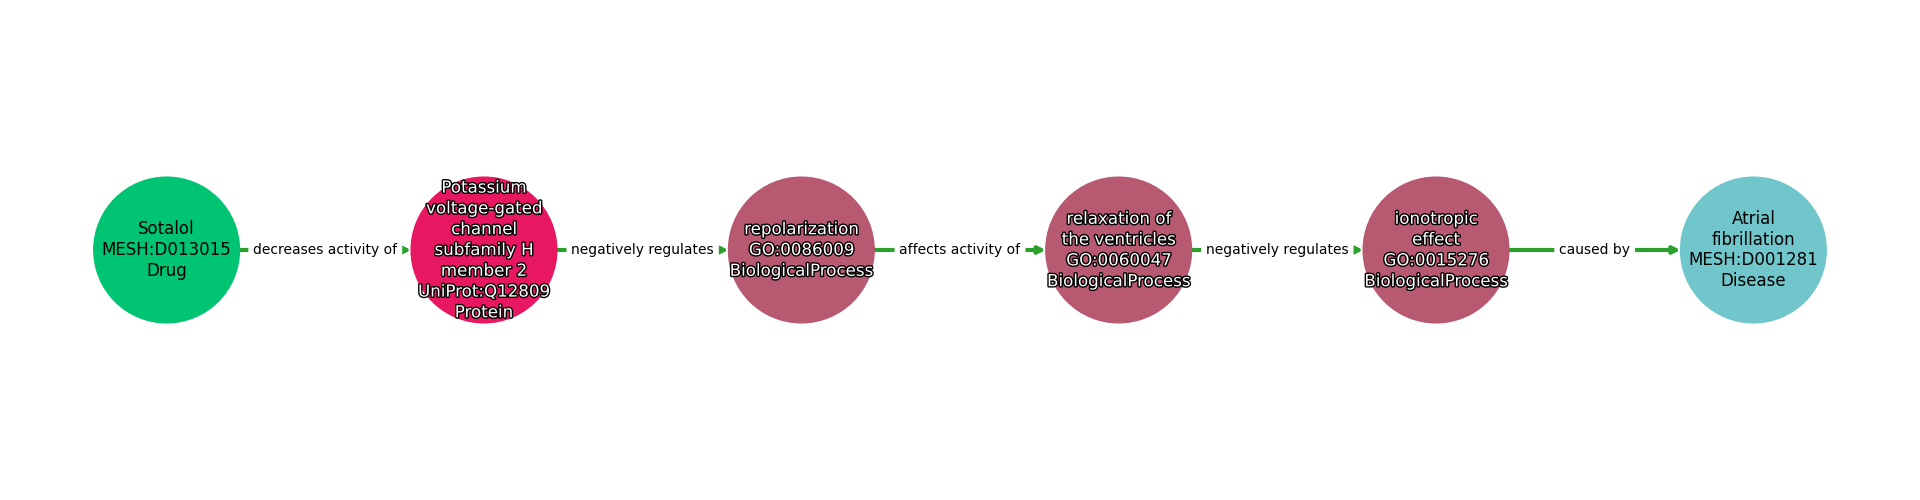 Sotalol
MESH:D013015
Drug
decreases activity of
Potassium
voltage-gated
channel
subfamily H
member 2
UniProt:Q12809
Protein
negatively regulates
repolarization
GO:0086009
BiologicalProcess
affects activity of
relaxation of
the ventricles
GO:0060047
BiologicalProcess
negatively regulates
ionotropic
effect
GO:0015276
BiologicalProcess
caused by
Atrial
fibrillation
MESH:D001281
Disease